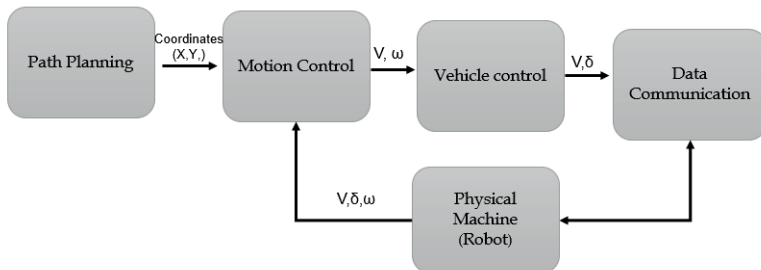 Path Planning
Coordinates
(X,Y,)
Motion Control
V, ω
Vehicle control
V,δ
Data
Communication
V,δ,ω
Physical
Machine
(Robot)